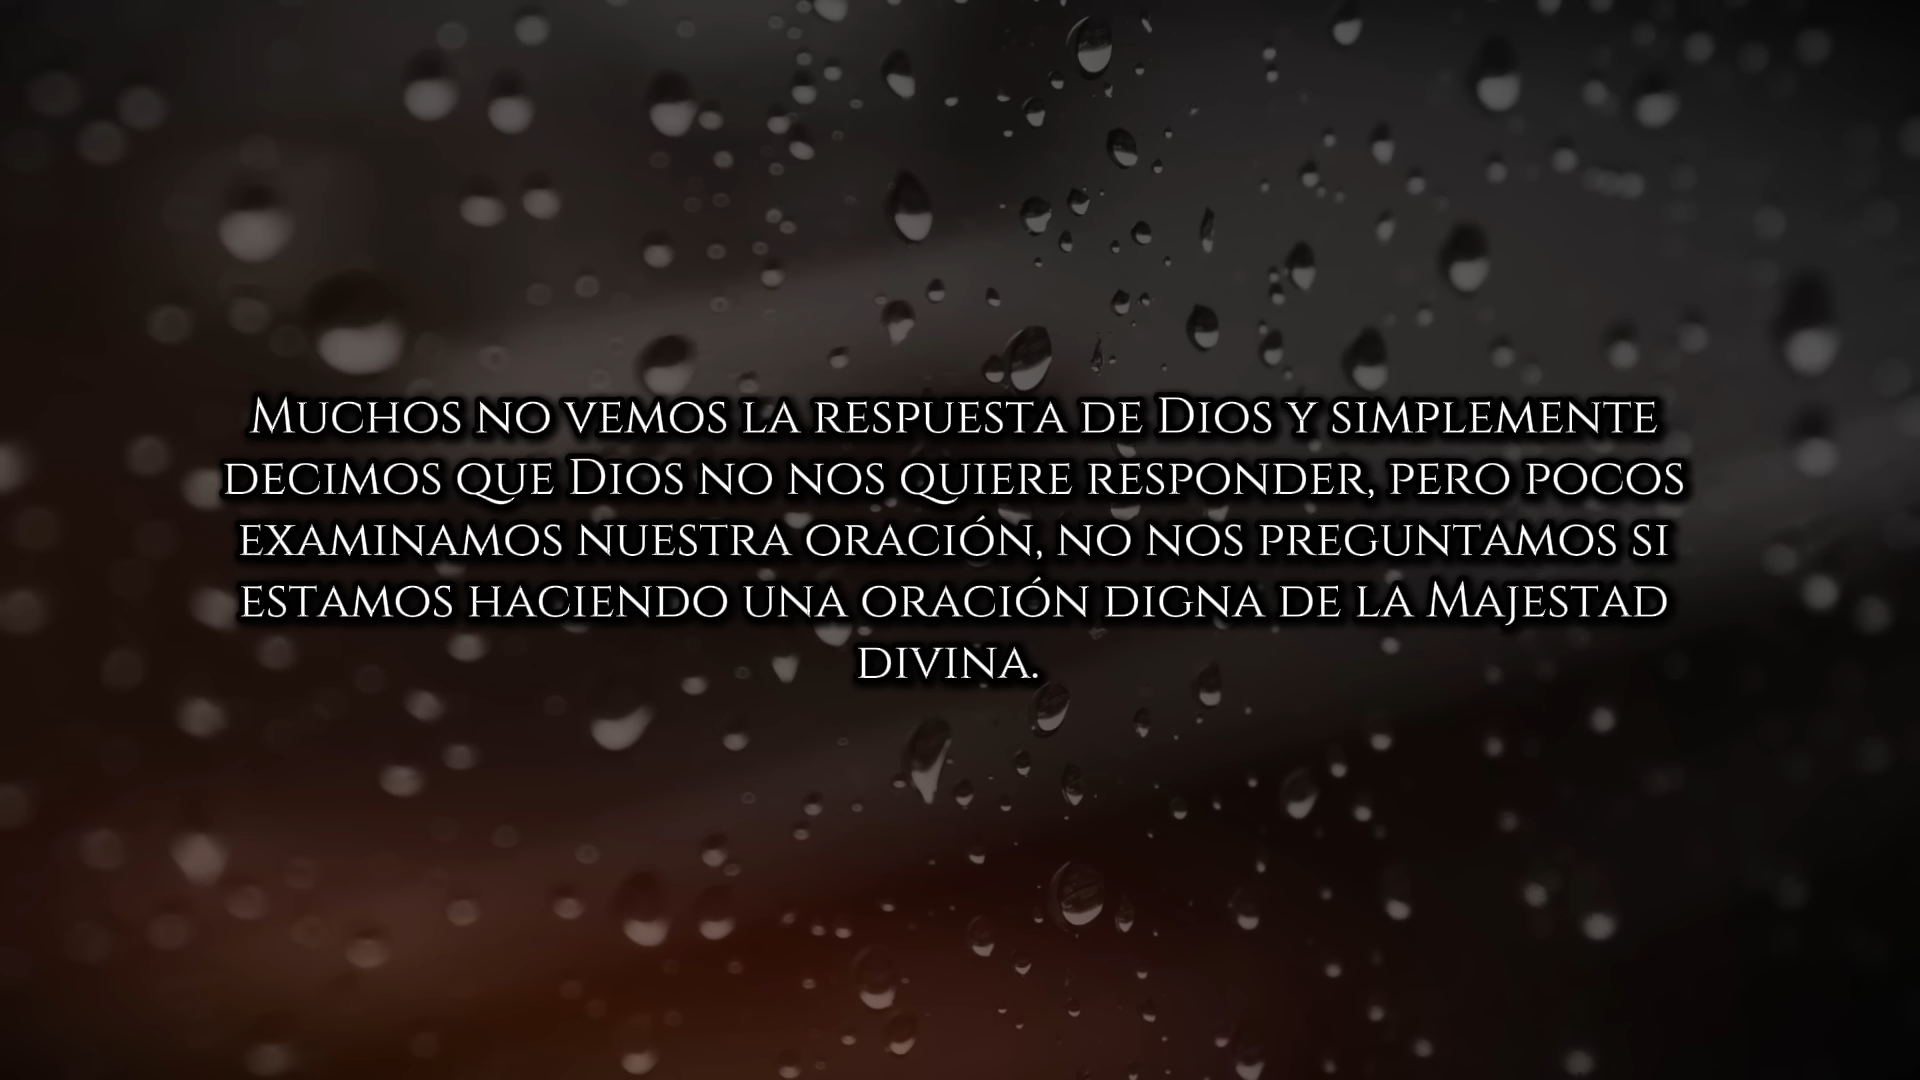 Muchos no vemos la respuesta de Dios y simplemente
decimos que Dios no nos quiere responder, pero pocos
examinamos nuestra oración, no nos preguntamos si
estamos haciendo una oración digna de la Majestad
divina.